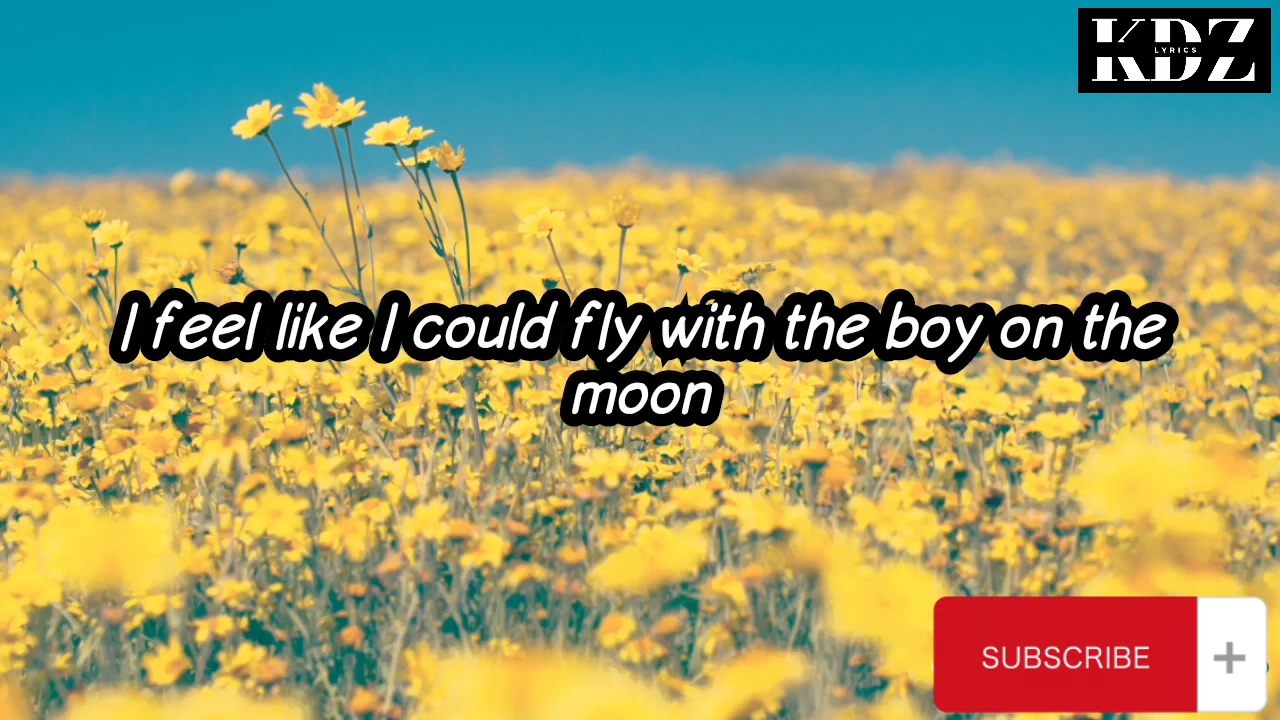 KDZ
LYRICS
I feel like I could fly with the boy on the
moon
SUBSCRIBE